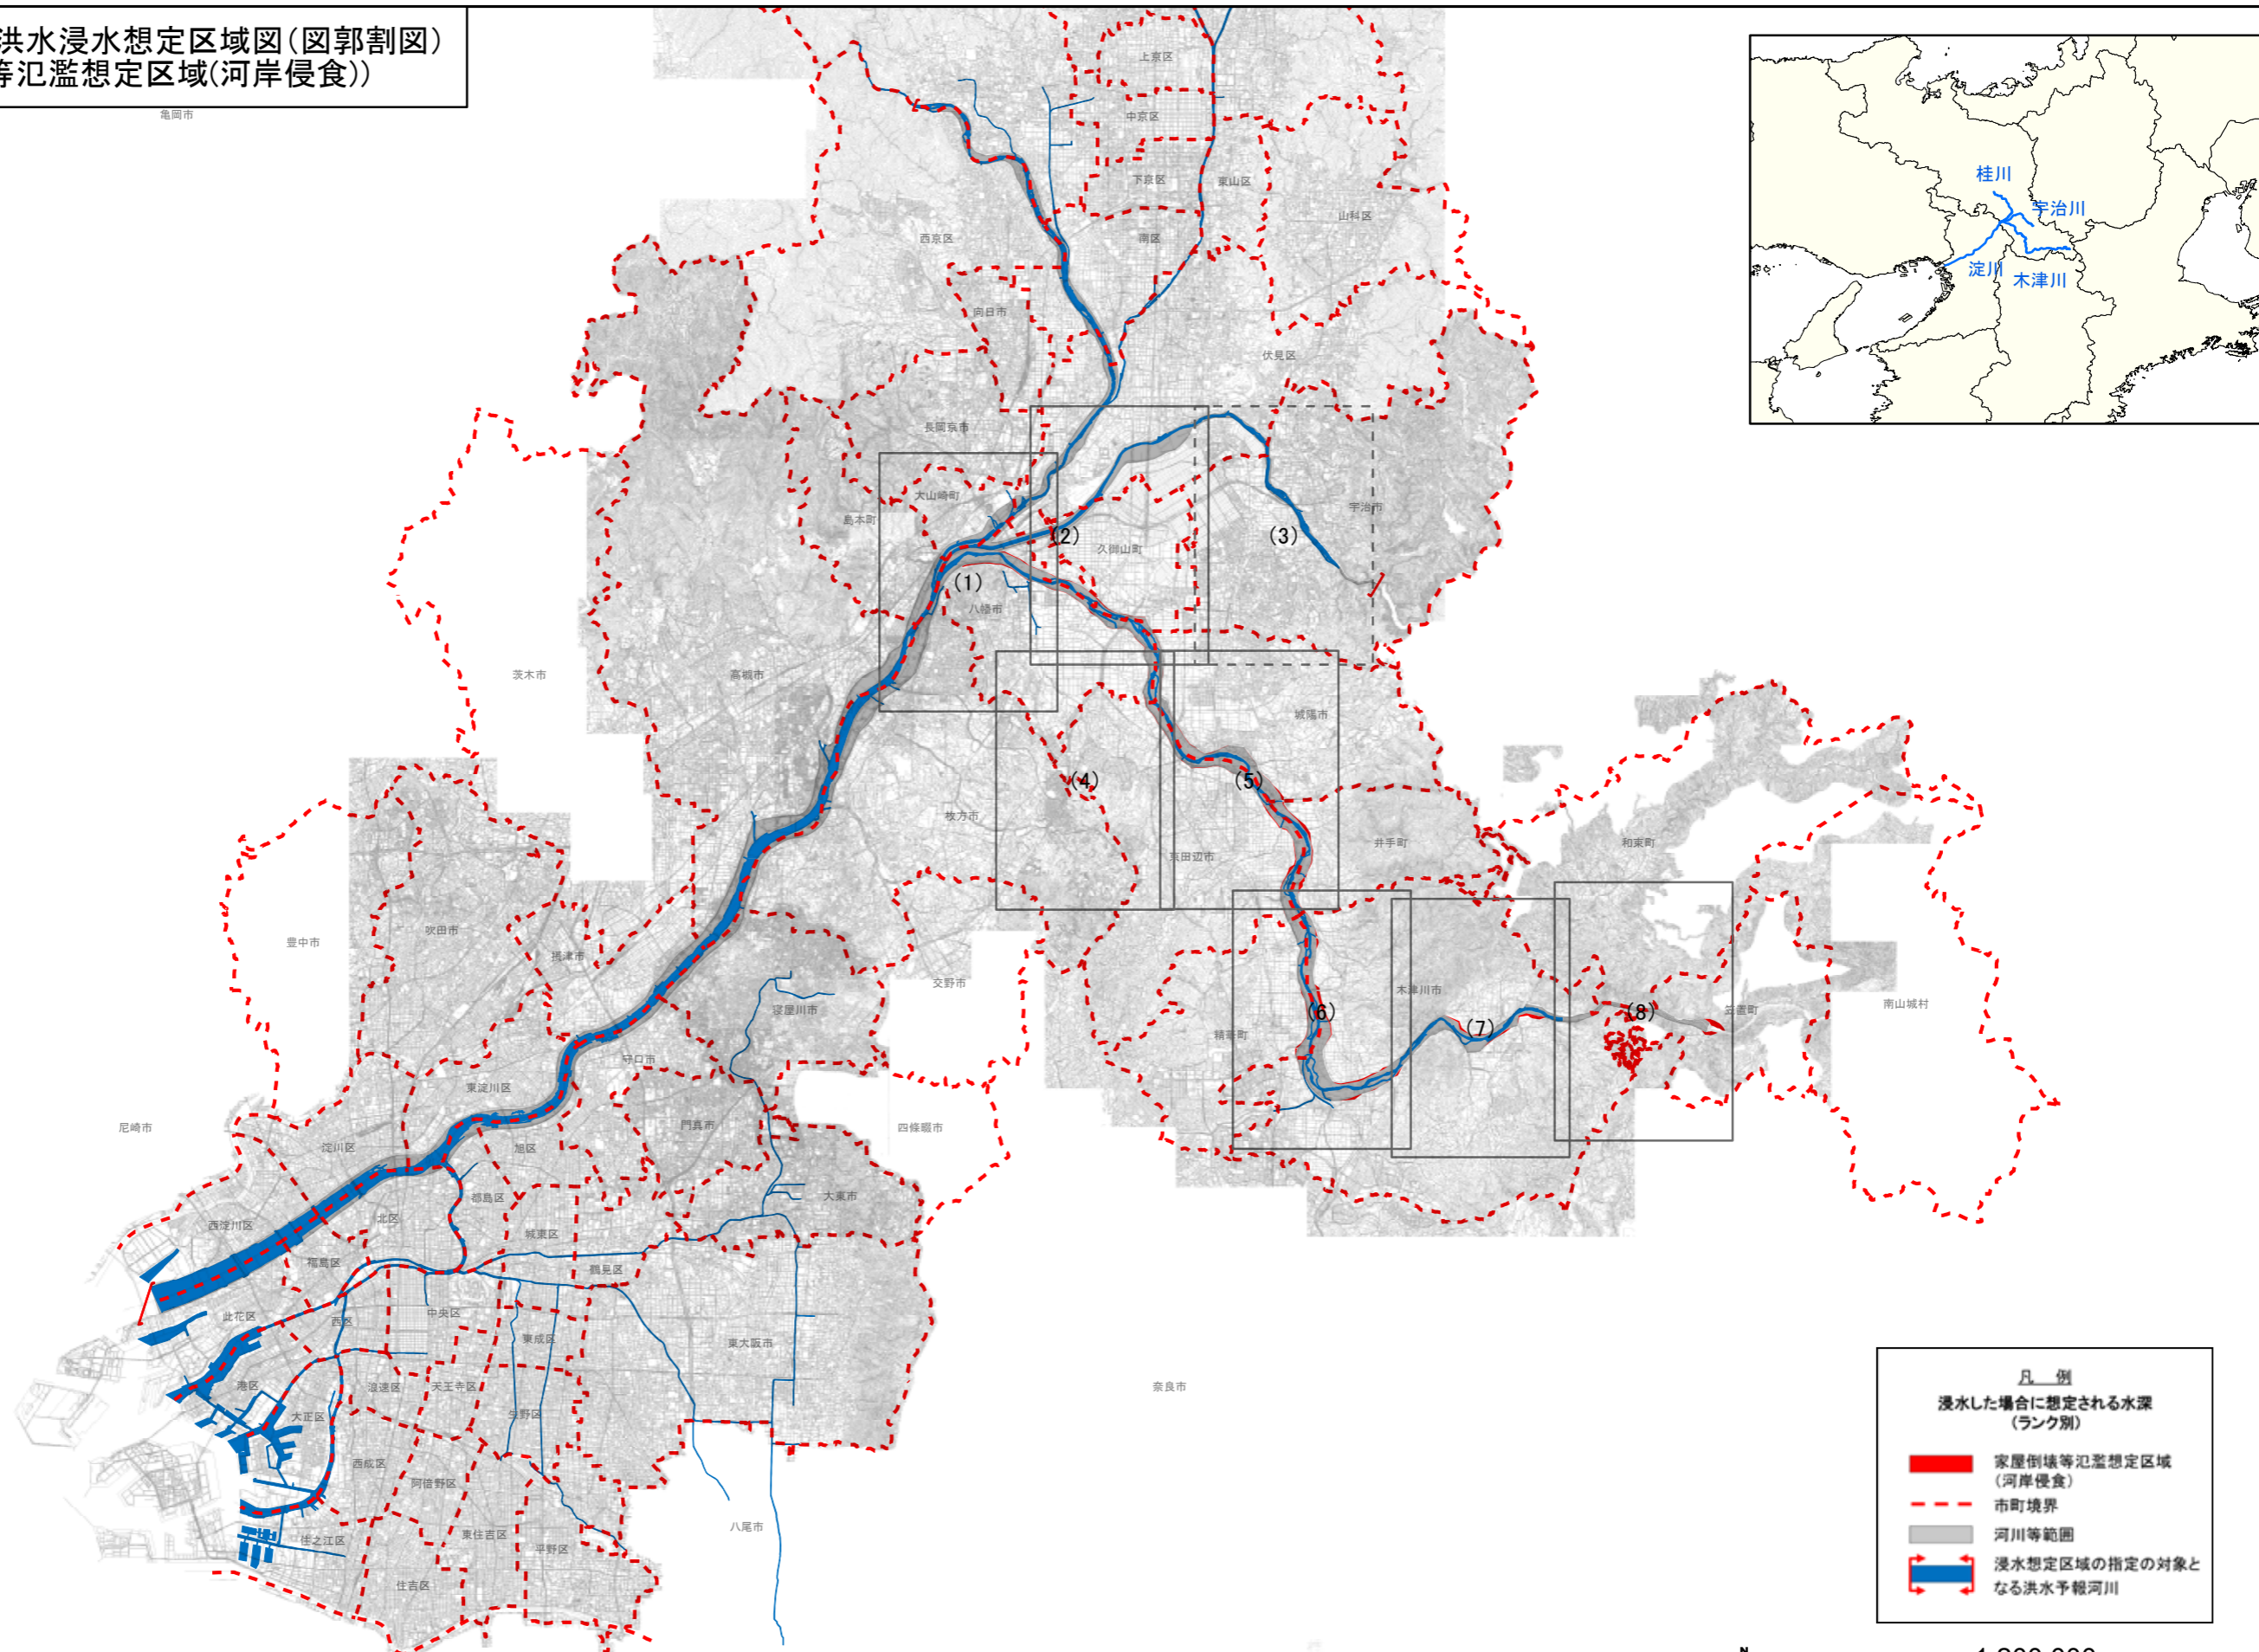 洪水浸水想定区域図(図郭割図)
等氾濫想定区域(河岸侵食))
亀岡市
上京区
中京区
下京区
東山区
山科区
西京区
南区
向日市
伏見区
長岡京市
大山崎町
島本町
宇治市
(2)
(3)
久御山町
(1)
八幡市
茨木市
高槻市
城陽市
(4)
(5)
枚方市
京田辺市
井手町
和束町
豊中市
吹田市
摂津市
交野市
寝屋川市
木津川市
(6)
(7)
(8)
笠置町
南山城村
精華町
守口市
東淀川区
尼崎市
淀川区
旭区
門真市
四條畷市
都島区
大東市
西淀川区
北区
城東区
福島区
鶴見区
此花区
西区
中央区
東成区
東大阪市
港区
浪速区
天王寺区
奈良市
大正区
生野区
西成区
阿倍野区
八尾市
住之江区
東住吉区
平野区
住吉区
桂川
宇治川
淀川
木津川
凡 例
浸水した場合に想定される水深
(ランク別)
家屋倒壊等氾濫想定区域
(河岸侵食)
市町境界
河川等範囲
浸水想定区域の指定の対象と
なる洪水予報河川
N